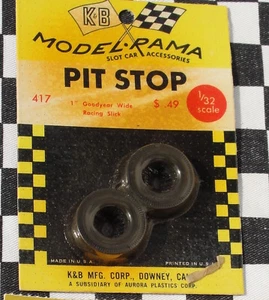 K&B
MODEL·RAMA
SLOT CAR ACCESSORIES
PIT STOP
417
1" Goodyear Wide
Racing Slick
$ .49
1/32
scale
MADE IN U.S.A.
PRINTED IN U.S.
K&B MFG. CORP., DOWNEY, CA
A SUBSIDIARY OF AURORA PLASTICS CORP.